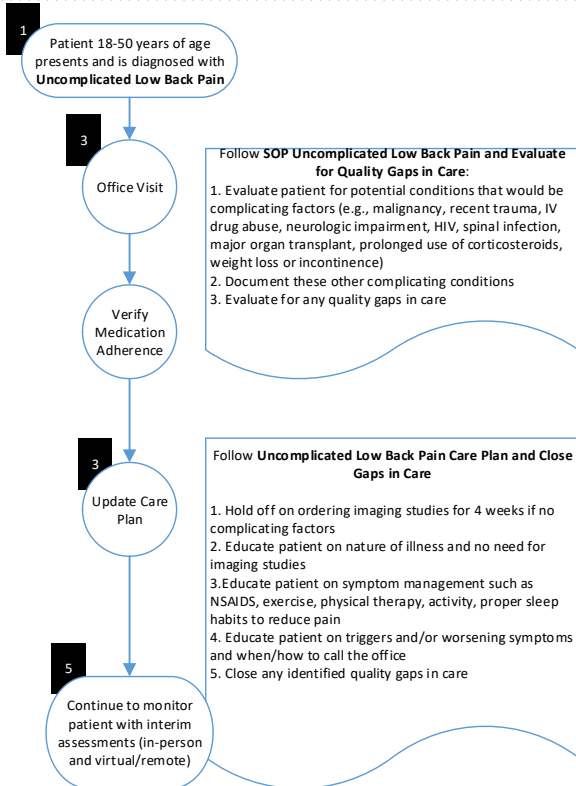 1
Patient 18-50 years of age
presents and is diagnosed with
Uncomplicated Low Back Pain
3
Office Visit
Follow SOP Uncomplicated Low Back Pain and Evaluate
for Quality Gaps in Care:
1. Evaluate patient for potential conditions that would be
complicating factors (e.g., malignancy, recent trauma, IV
drug abuse, neurologic impairment, HIV, spinal infection,
major organ transplant, prolonged use of corticosteroids,
weight loss or incontinence)
2. Document these other complicating conditions
3. Evaluate for any quality gaps in care
Verify
Medication
Adherence
3
Update Care
Plan
Follow Uncomplicated Low Back Pain Care Plan and Close
Gaps in Care
1. Hold off on ordering imaging studies for 4 weeks if no
complicating factors
2. Educate patient on nature of illness and no need for
imaging studies
3.Educate patient on symptom management such as
NSAIDS, exercise, physical therapy, activity, proper sleep
habits to reduce pain
4. Educate patient on triggers and/or worsening symptoms
and when/how to call the office
5. Close any identified quality gaps in care
5
Continue to monitor
patient with interim
assessments (in-person
and virtual/remote)